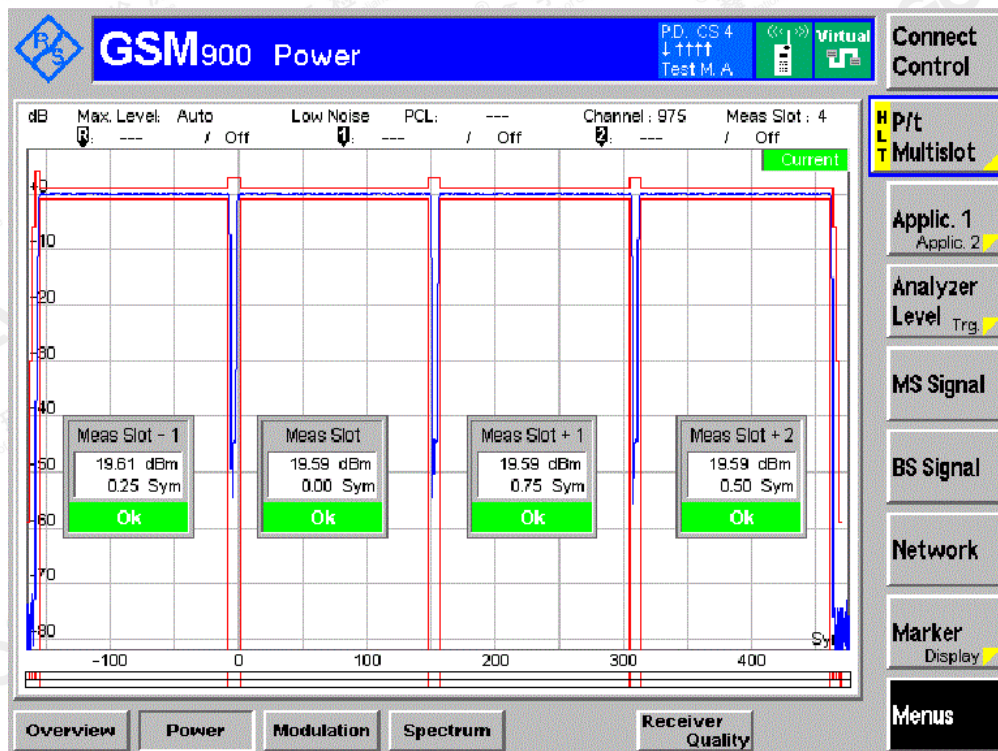 R S
GSM900 Power
P.D. CS 4
↓ ↑↑↑↑
Test M. A
Virtual
Connect
Control
dB Max. Level: Auto Low Noise PCL: --- Channel : 975 Meas Slot : 4
R: --- / Off 1: --- / Off 2: --- / Off
Current
HLT
P/t
Multislot
+0
-10
-20
-30
-40
-50
-60
-70
-80
Applic. 1
Applic. 2
Analyzer
Level Trg.
MS Signal
BS Signal
Network
Marker
Display
Menus
Meas Slot - 1
19.61 dBm
0.25 Sym
Ok
Meas Slot
19.59 dBm
0.00 Sym
Ok
Meas Slot + 1
19.59 dBm
0.75 Sym
Ok
Meas Slot + 2
19.59 dBm
0.50 Sym
Ok
-100 0 100 200 300 400
Overview Power Modulation Spectrum Receiver Quality